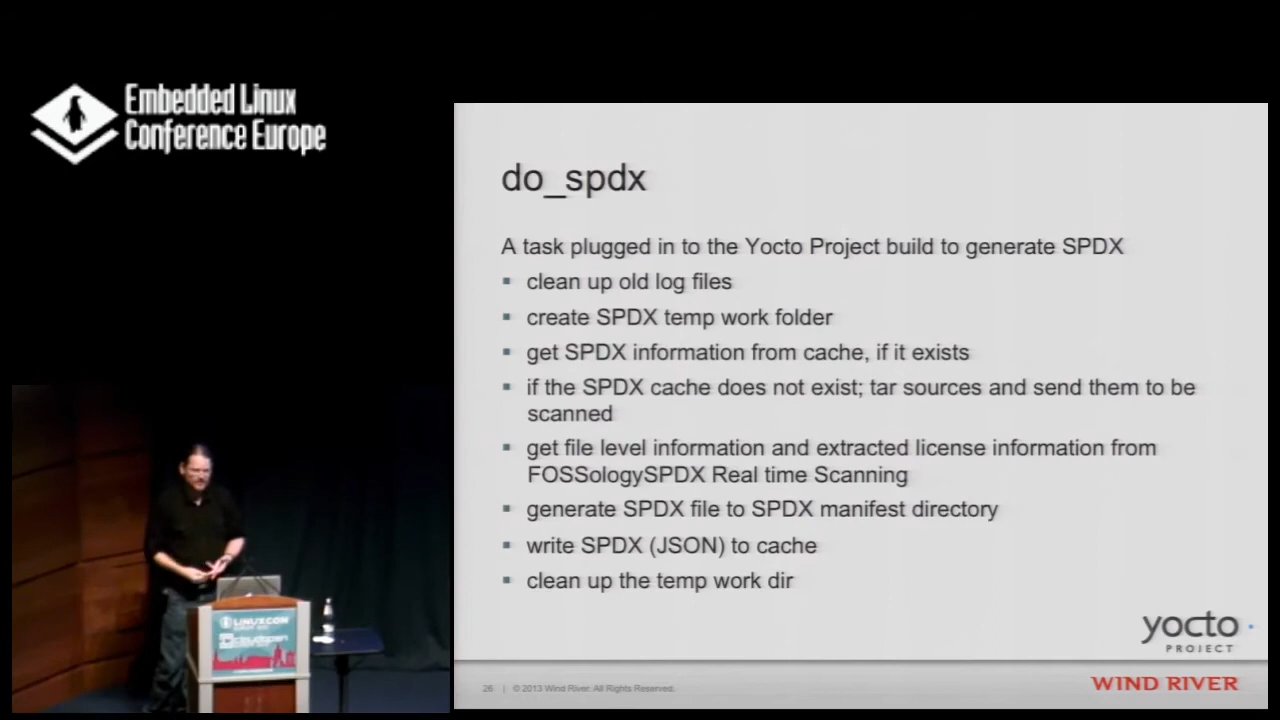 Embedded Linux
Conference Europe
do_spdx
A task plugged in to the Yocto Project build to generate SPDX
▪ clean up old log files
▪ create SPDX temp work folder
▪ get SPDX information from cache, if it exists
▪ if the SPDX cache does not exist; tar sources and send them to be
scanned
▪ get file level information and extracted license information from
FOSSologySPDX Real time Scanning
▪ generate SPDX file to SPDX manifest directory
▪ write SPDX (JSON) to cache
▪ clean up the temp work dir
yocto
PROJECT
26 | © 2013 Wind River. All Rights Reserved.
WIND RIVER
LINUXCON
cloudopen